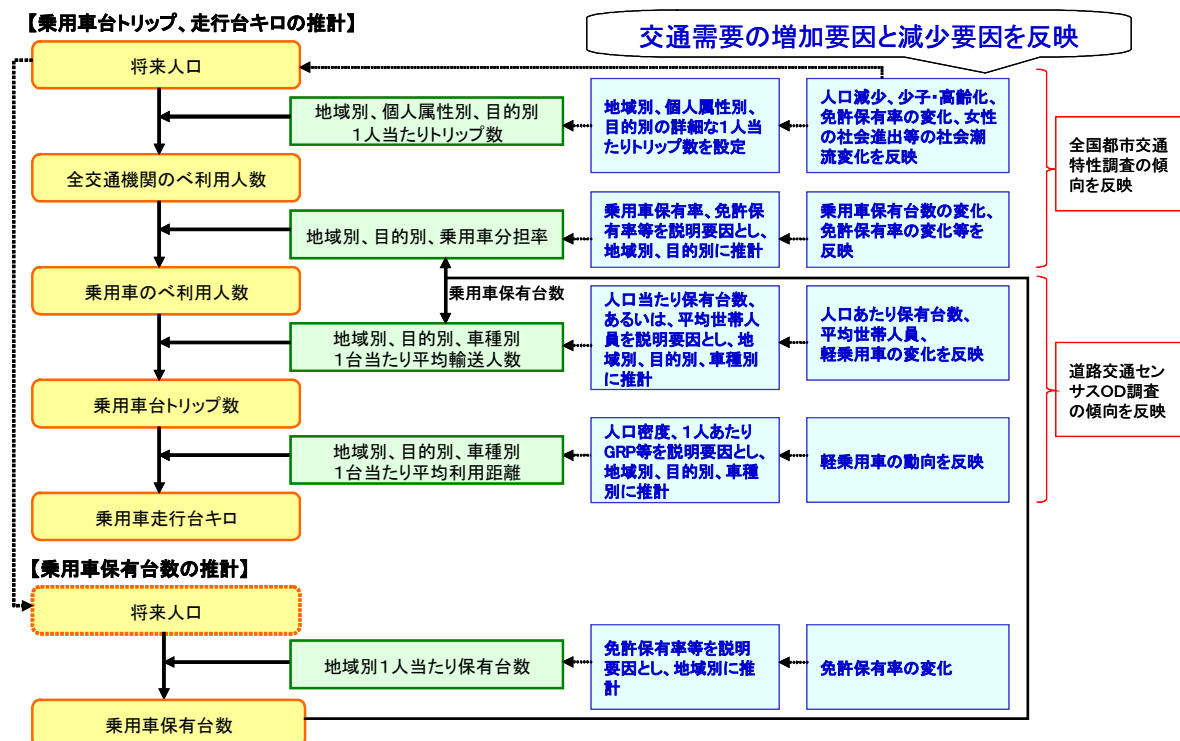 【乗用車台トリップ、走行台キロの推計】
交通需要の増加要因と減少要因を反映
将来人口
地域別、個人属性別、目的別
1人当たりトリップ数
地域別、個人属性別、
目的別の詳細な1人当
たりトリップ数を設定
人口減少、少子・高齢化、
免許保有率の変化、女性
の社会進出等の社会潮
流変化を反映
全国都市交通
特性調査の傾
向を反映
全交通機関のべ利用人数
地域別、目的別、乗用車分担率
乗用車保有率、免許保
有率等を説明要因とし、
地域別、目的別に推計
乗用車保有台数の変化、
免許保有率の変化等を
反映
乗用車のべ利用人数
乗用車保有台数
地域別、目的別、車種別
1台当たり平均輸送人数
人口当たり保有台数、
あるいは、平均世帯人
員を説明要因とし、地
域別、目的別、車種別
に推計
人口あたり保有台数、
平均世帯人員、
軽乗用車の変化を反映
道路交通セン
サスOD調査
の傾向を反映
乗用車台トリップ数
地域別、目的別、車種別
1台当たり平均利用距離
人口密度、1人あたり
GRP等を説明要因とし、
地域別、目的別、車種
別に推計
軽乗用車の動向を反映
乗用車走行台キロ
【乗用車保有台数の推計】
将来人口
地域別1人当たり保有台数
免許保有率等を説明
要因とし、地域別に推
計
免許保有率の変化
乗用車保有台数